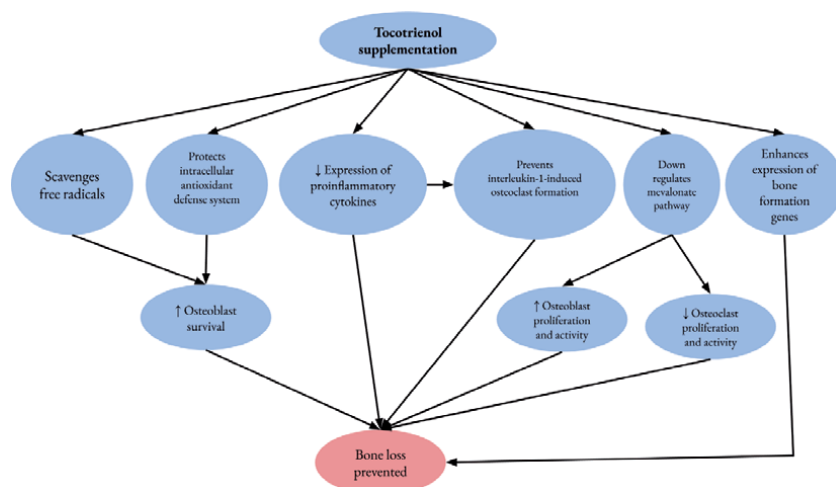 Tocotrienol
supplementation
Scavenges
free radicals
Protects
intracellular
antioxidant
defense system
↓ Expression of
proinflammatory
cytokines
Prevents
interleukin-1-induced
osteoclast formation
Down
regulates
mevalonate
pathway
Enhances
expression of
bone
formation
genes
↑ Osteoblast
survival
↑ Osteoblast
proliferation
and activity
↓ Osteoclast
proliferation
and activity
Bone loss
prevented